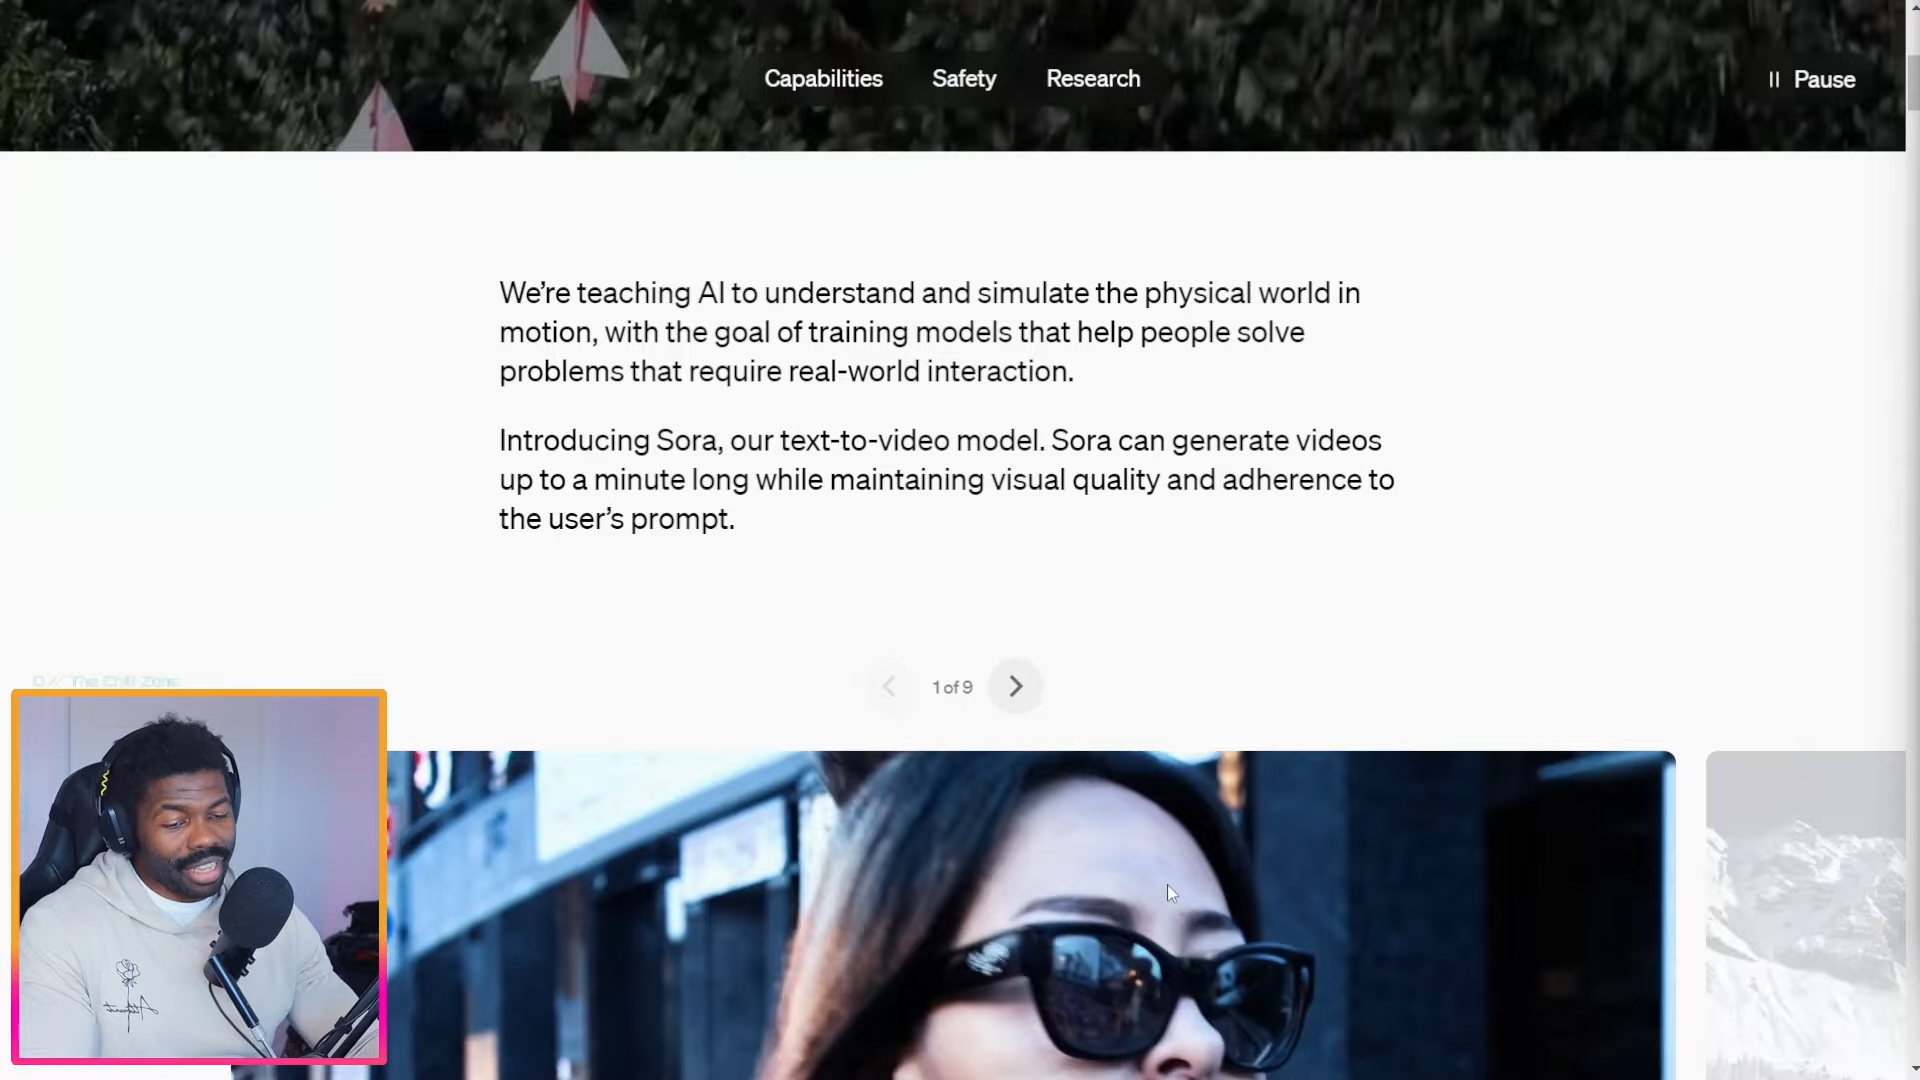 Capabilities Safety Research
Pause
We’re teaching AI to understand and simulate the physical world in
motion, with the goal of training models that help people solve
problems that require real-world interaction.
Introducing Sora, our text-to-video model. Sora can generate videos
up to a minute long while maintaining visual quality and adherence to
the user’s prompt.
1 of 9
The Chill Zone